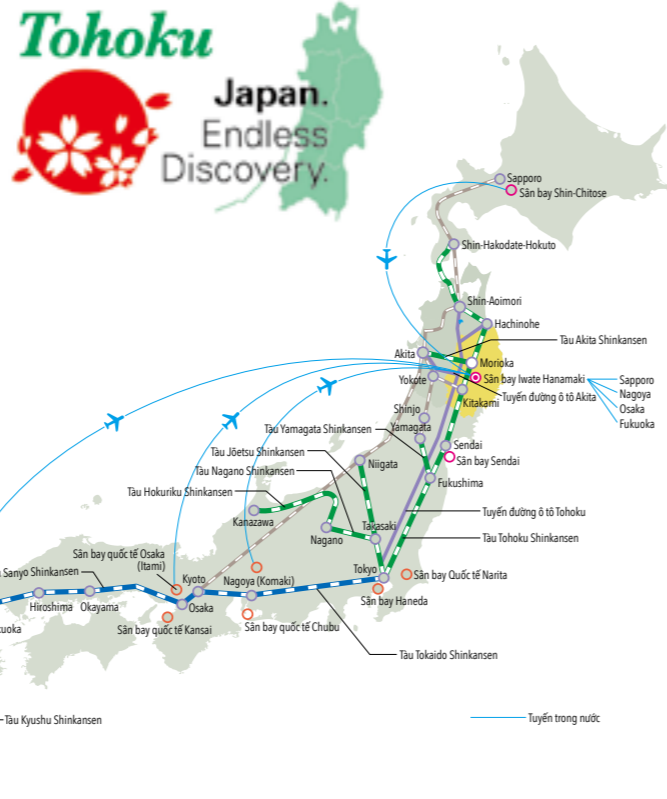 Tohoku
Japan.
Endless
Discovery.
Sapporo
Sân bay Shin-Chitose
Shin-Hakodate-Hokuto
Shin-Aoimori
Hachinohe
Tàu Akita Shinkansen
Akita
Morioka
Yokote
Sân bay Iwate Hanamaki
Sapporo
Nagoya
Osaka
Fukuoka
Tuyến đường ô tô Akita
Kitakami
Shinjo
Tàu Yamagata Shinkansen
Yamagata
Sendai
Sân bay Sendai
Tàu Jōetsu Shinkansen
Niigata
Tàu Nagano Shinkansen
Fukushima
Tàu Hokuriku Shinkansen
Kanazawa
Tuyến đường ô tô Tohoku
Takasaki
Nagano
Tàu Tohoku Shinkansen
Sân bay quốc tế Osaka
(Itami)
Sanyo Shinkansen
Kyoto
Nagoya (Komaki)
Tokyo
Sân bay Quốc tế Narita
Sân bay Haneda
Hiroshima
Okayama
Osaka
uoka
Sân bay quốc tế Kansai
Sân bay quốc tế Chubu
Tàu Tokaido Shinkansen
Tàu Kyushu Shinkansen
Tuyến trong nước